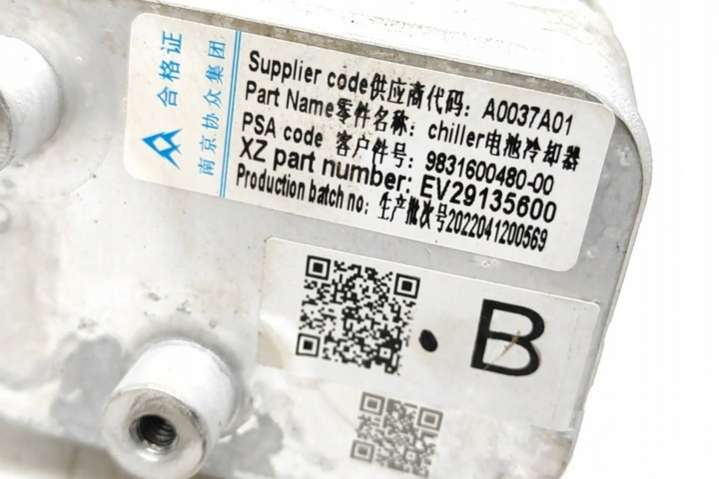 合格证
南京协众集团
Supplier code供应商代码: A0037A01
Part Name零件名称: chiller电池冷却器
PSA code 客户件号: 9831600480-00
XZ part number: EV29135600
Production batch no: 生产批次号2022041200569
.B